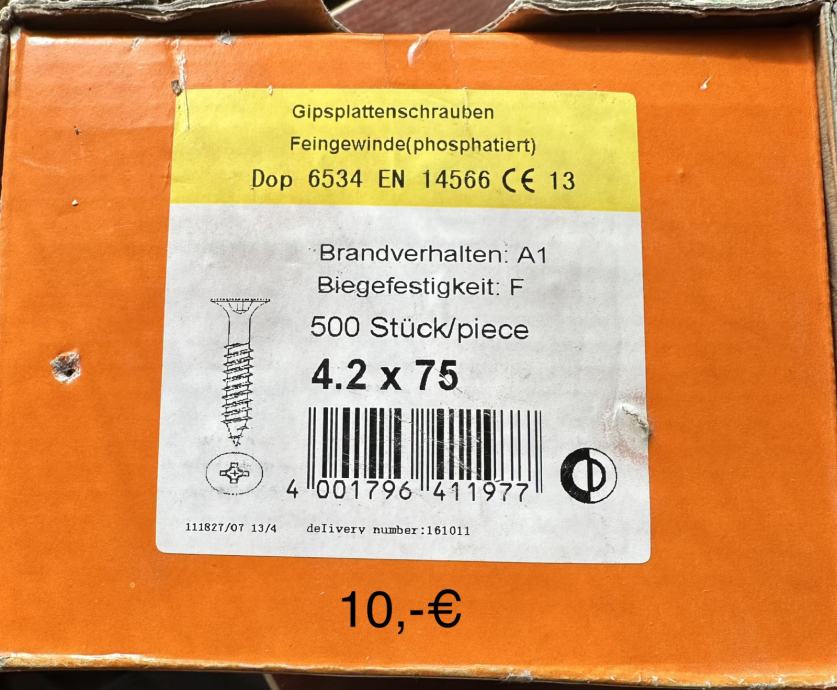 Gipsplattenschrauben
Feingewinde(phosphatiert)
Dop 6534 EN 14566 CE 13
Brandverhalten: A1
Biegefestigkeit: F
500 Stück/piece
4.2 x 75
4 001796 411977
111827/07 13/4 delivery number:161011
10,-€